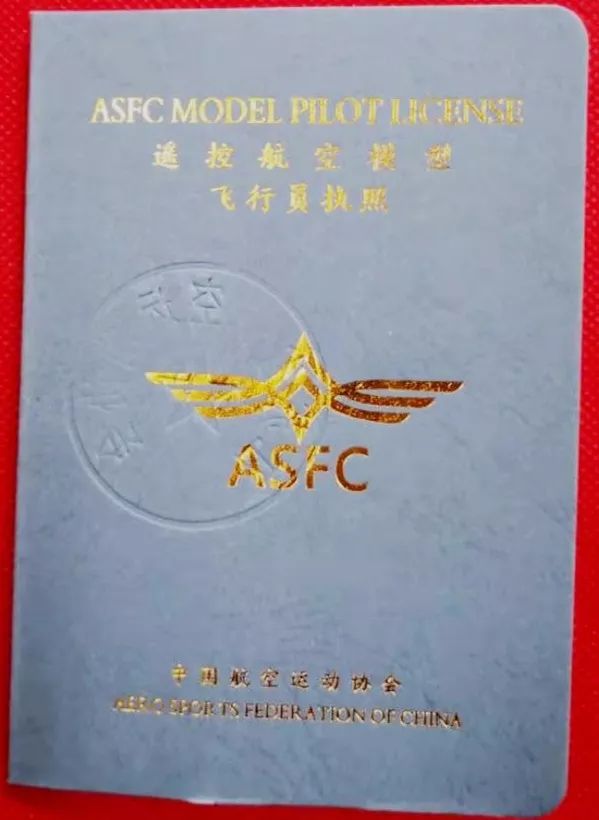 ASFC MODEL PILOT LICENSE
遥控航空模型
飞行员执照
ASFC
中国航空运动协会
AERO SPORTS FEDERATION OF CHINA